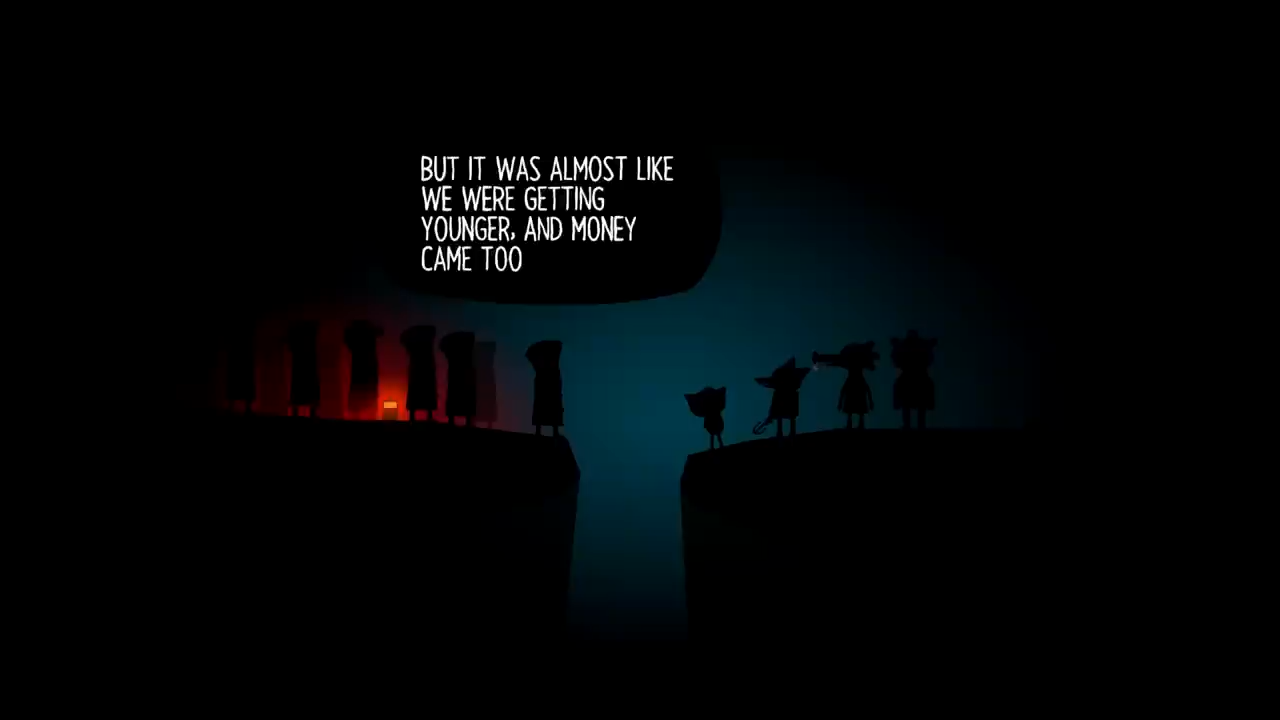 BUT IT WAS ALMOST LIKE
WE WERE GETTING
YOUNGER, AND MONEY
CAME TOO